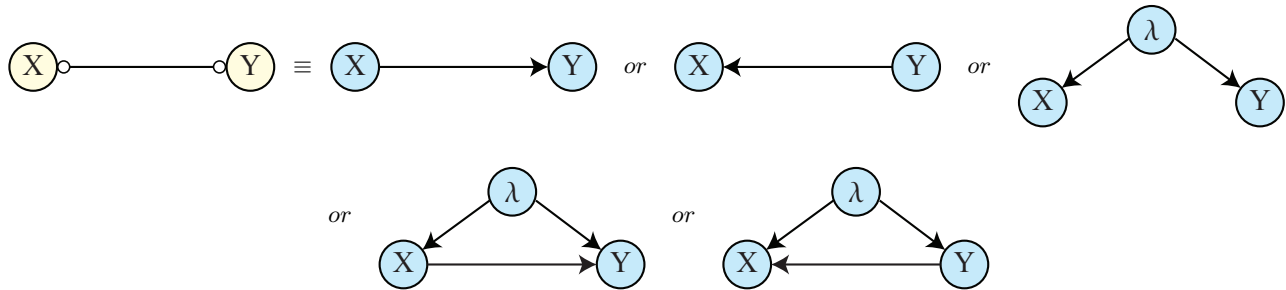 X Y ≡ X Y or X Y or λ X Y
or λ X Y or λ X Y